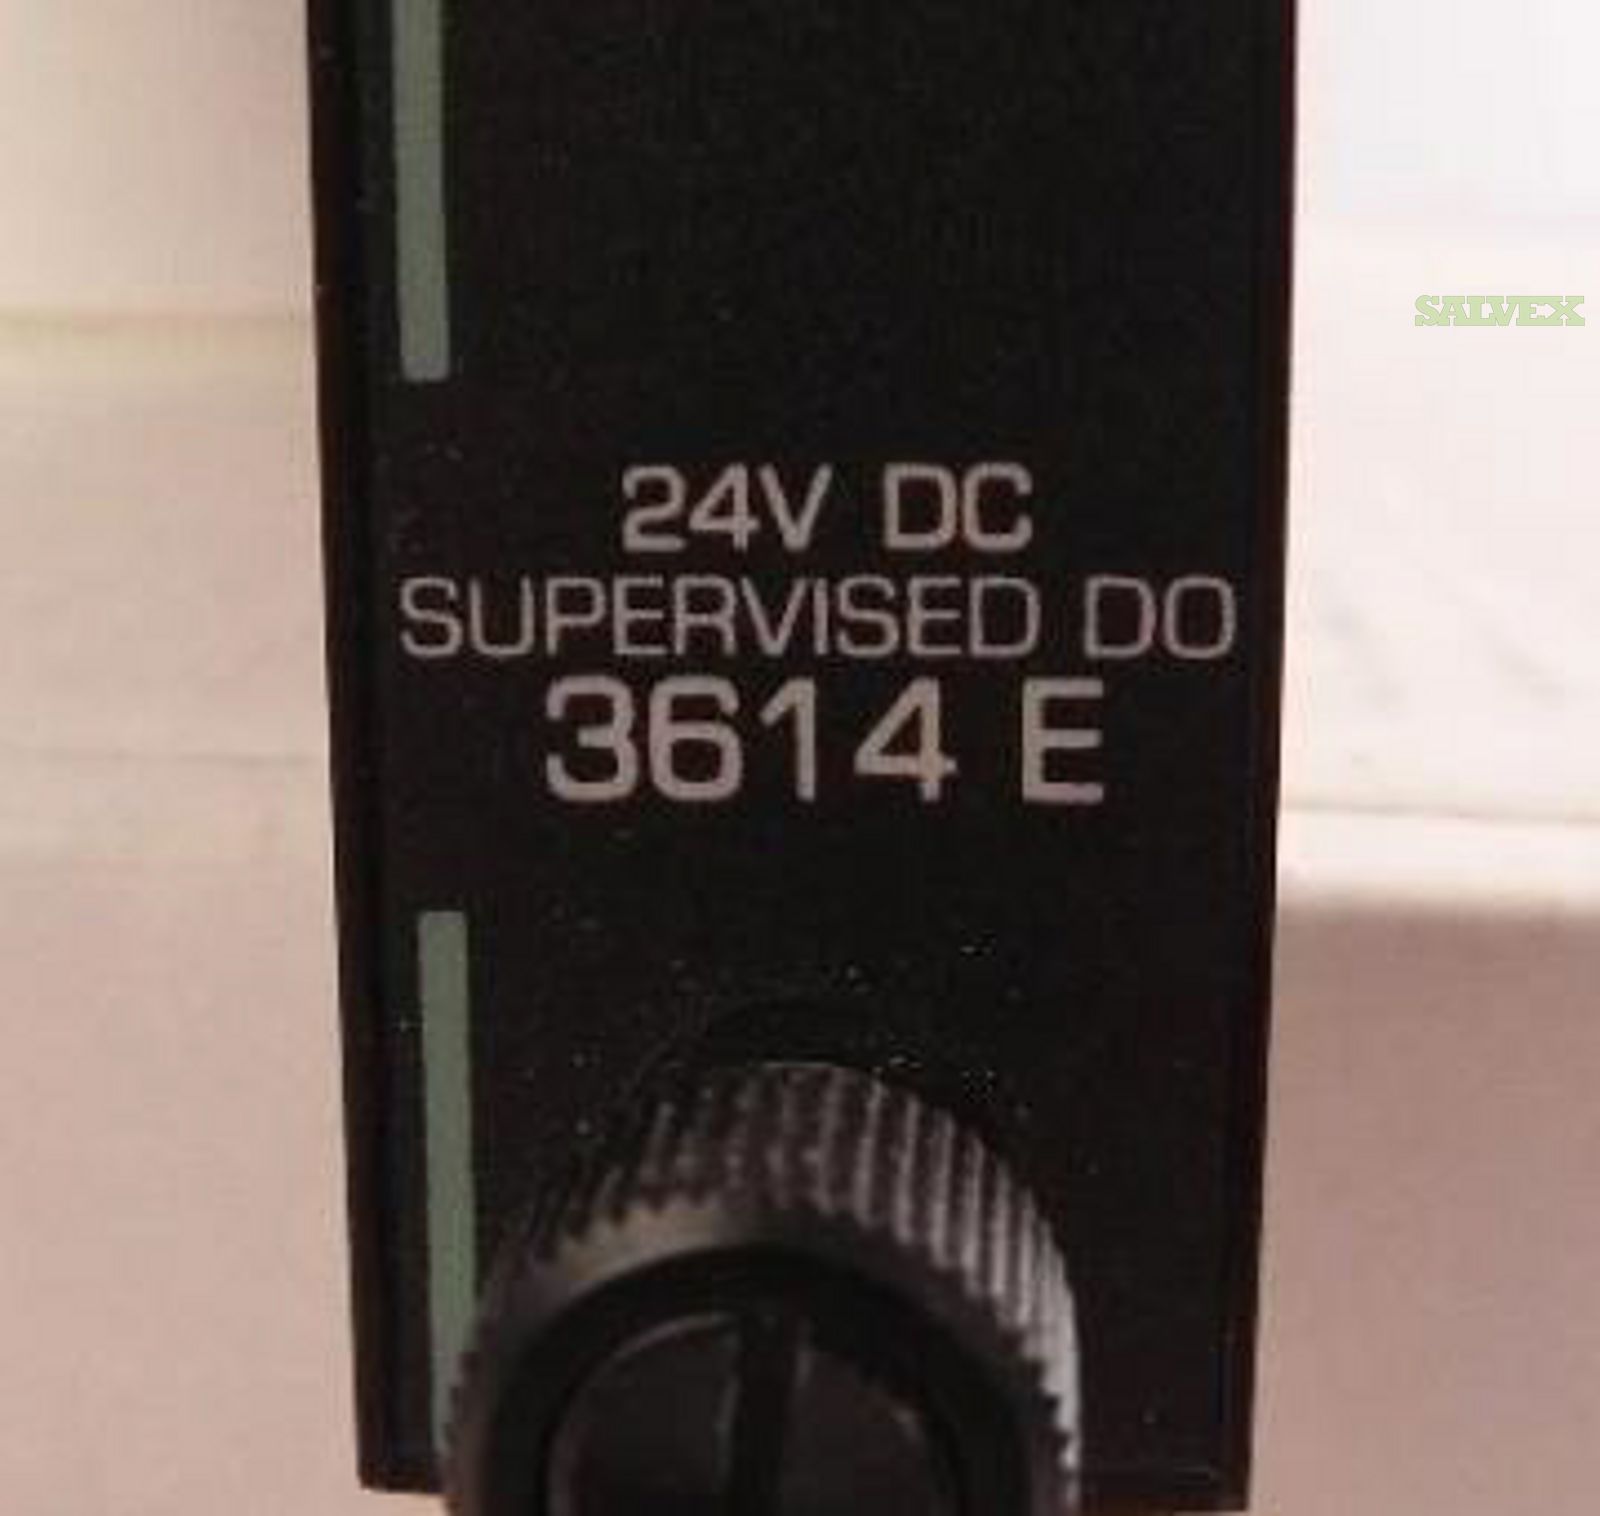 SALVEX
24V DC
SUPERVISED DO
3614 E